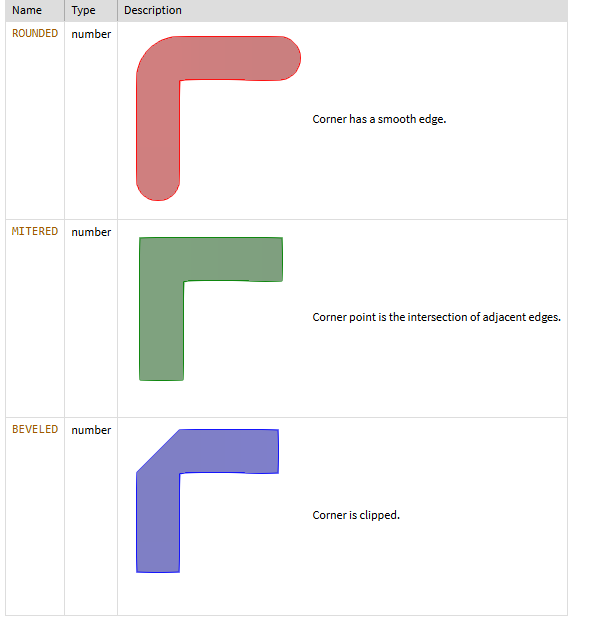 Name Type Description
ROUNDED number
Corner has a smooth edge.
MITERED number
Corner point is the intersection of adjacent edges.
BEVELED number
Corner is clipped.